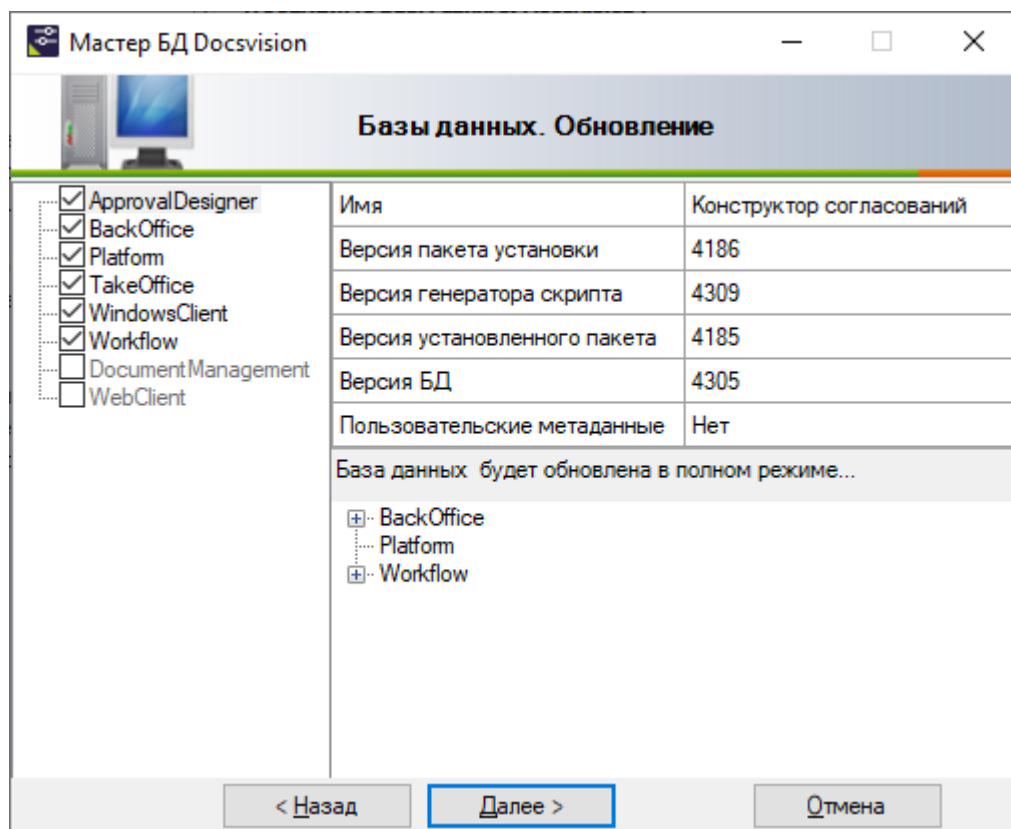 Мастер БД Docsvision
Базы данных. Обновление
ApprovalDesigner
BackOffice
Platform
TakeOffice
WindowsClient
Workflow
DocumentManagement
WebClient
Имя Конструктор согласований
Версия пакета установки 4186
Версия генератора скрипта 4309
Версия установленного пакета 4185
Версия БД 4305
Пользовательские метаданные Нет
База данных будет обновлена в полном режиме...
BackOffice
Platform
Workflow
< Назад Далее > Отмена